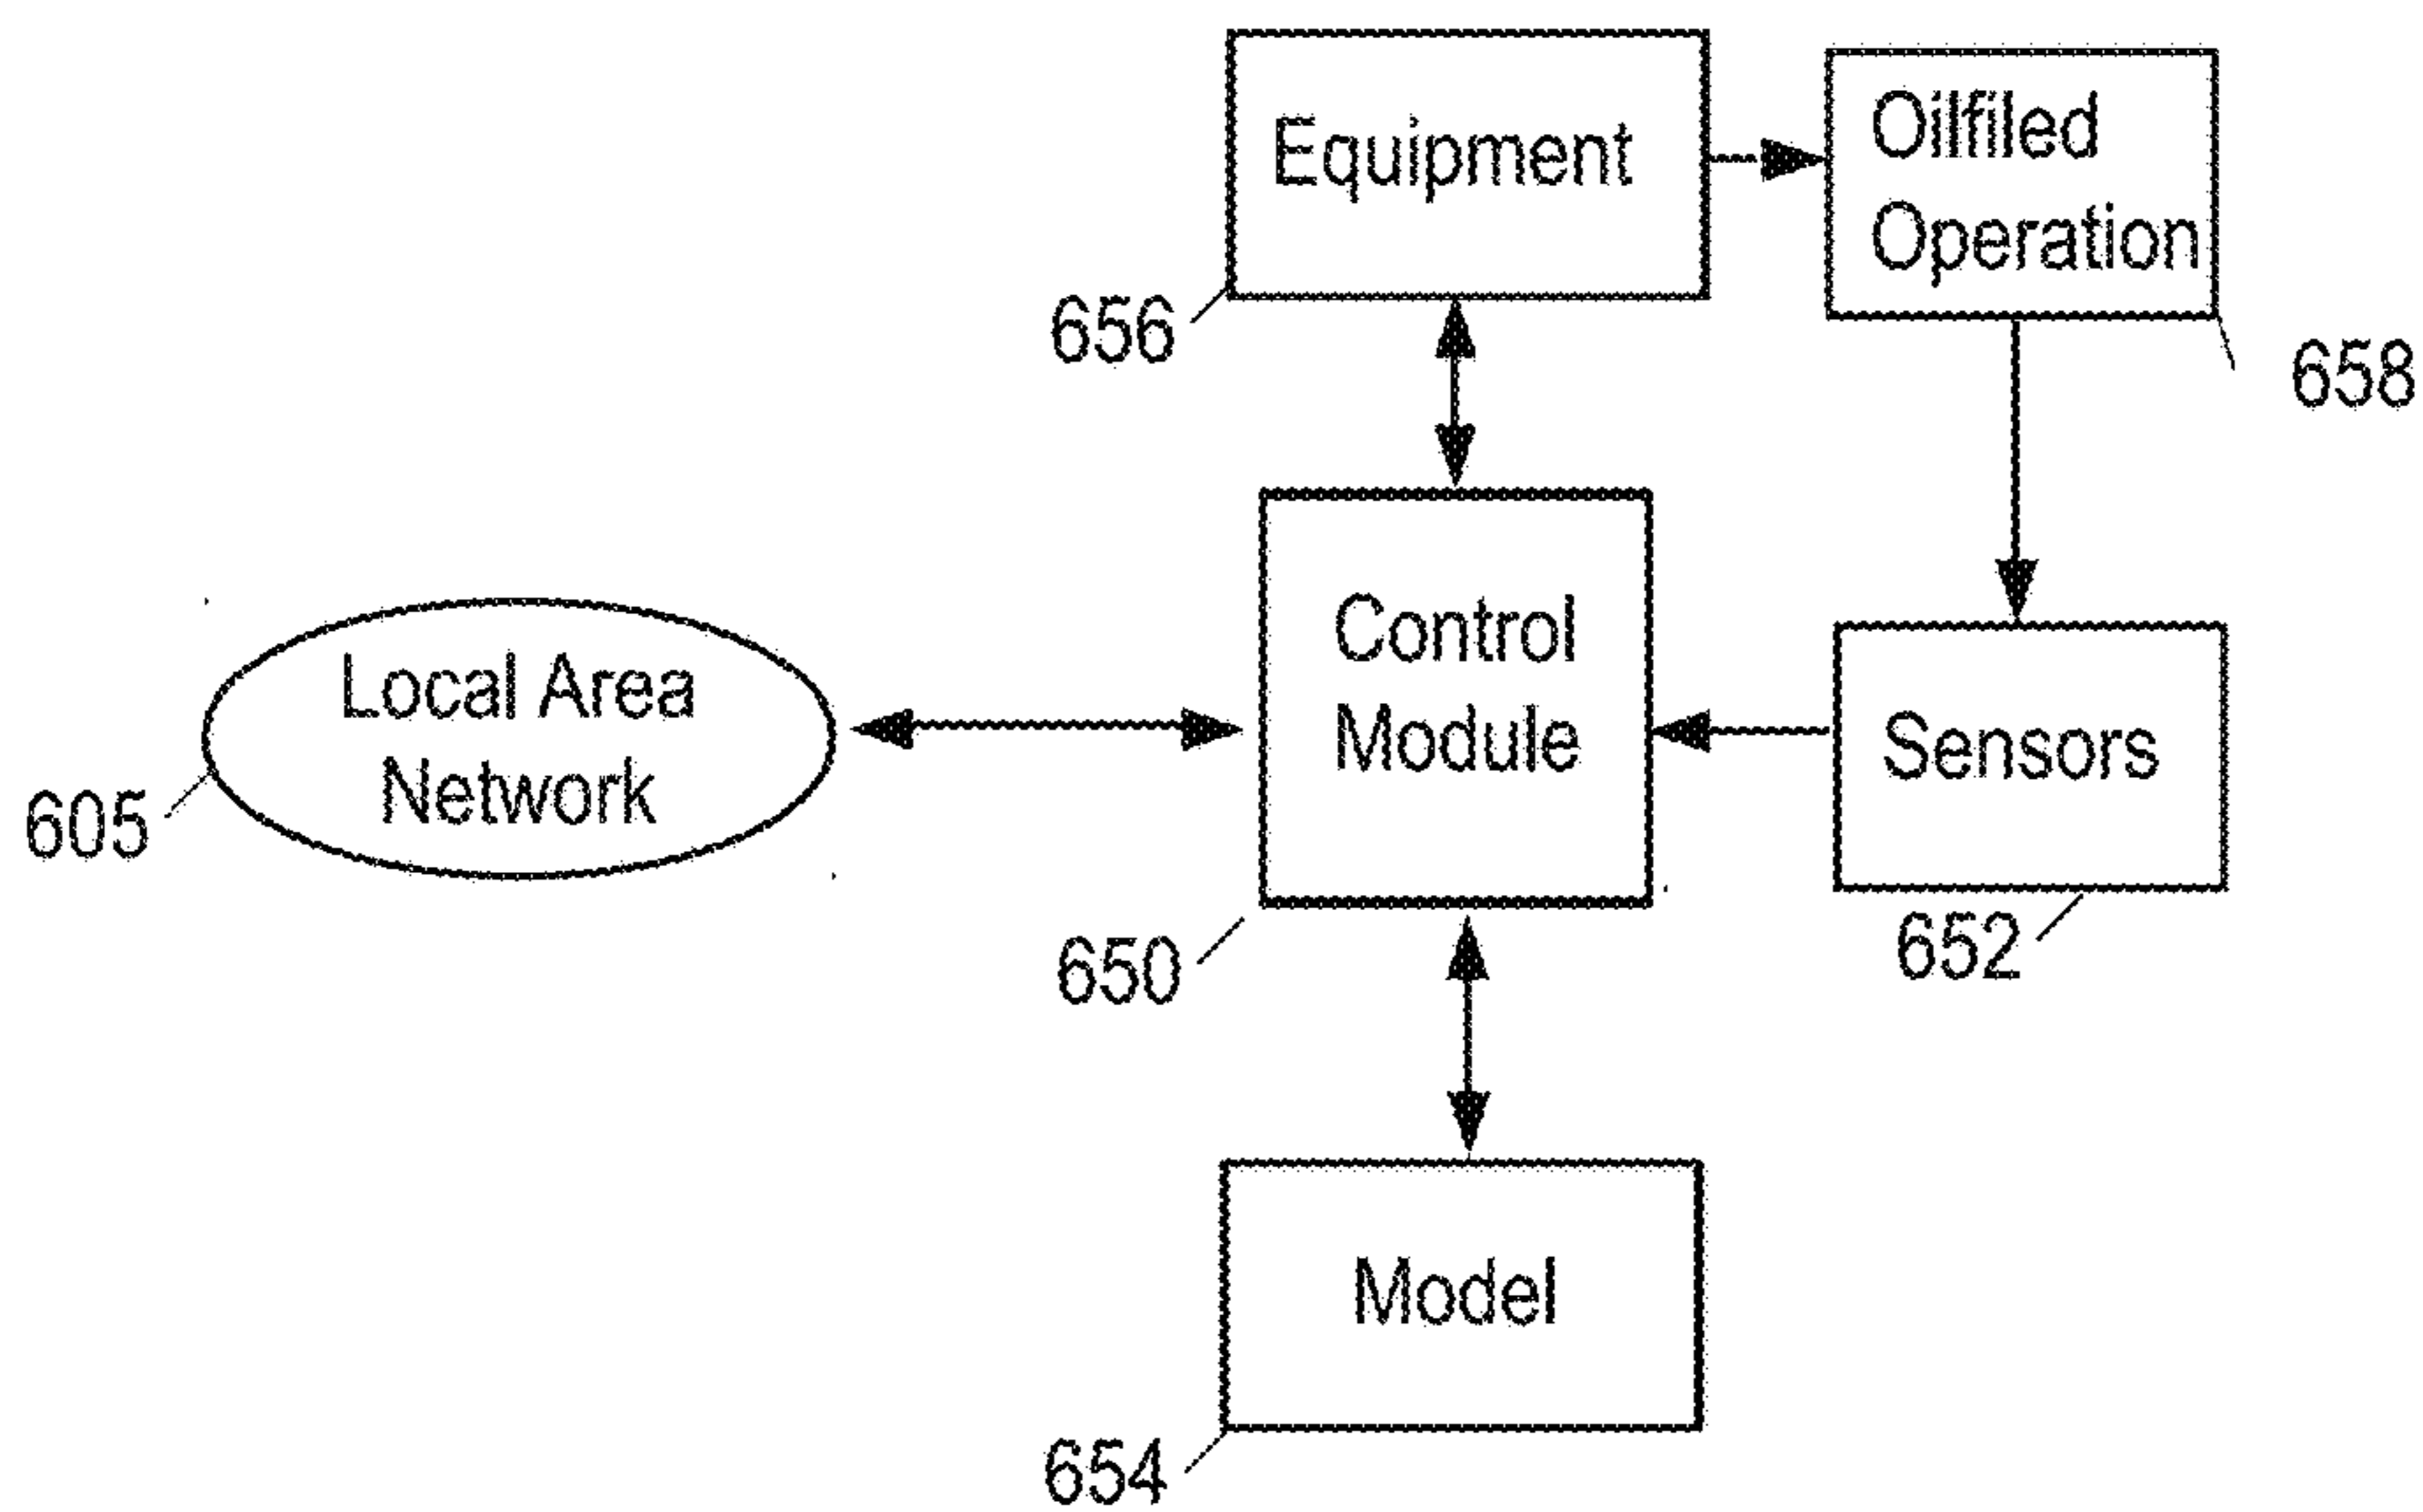 Equipment
Oilfiled
Operation
656
658
Control
Module
Local Area
Network
Sensors
605
650
652
Model
654